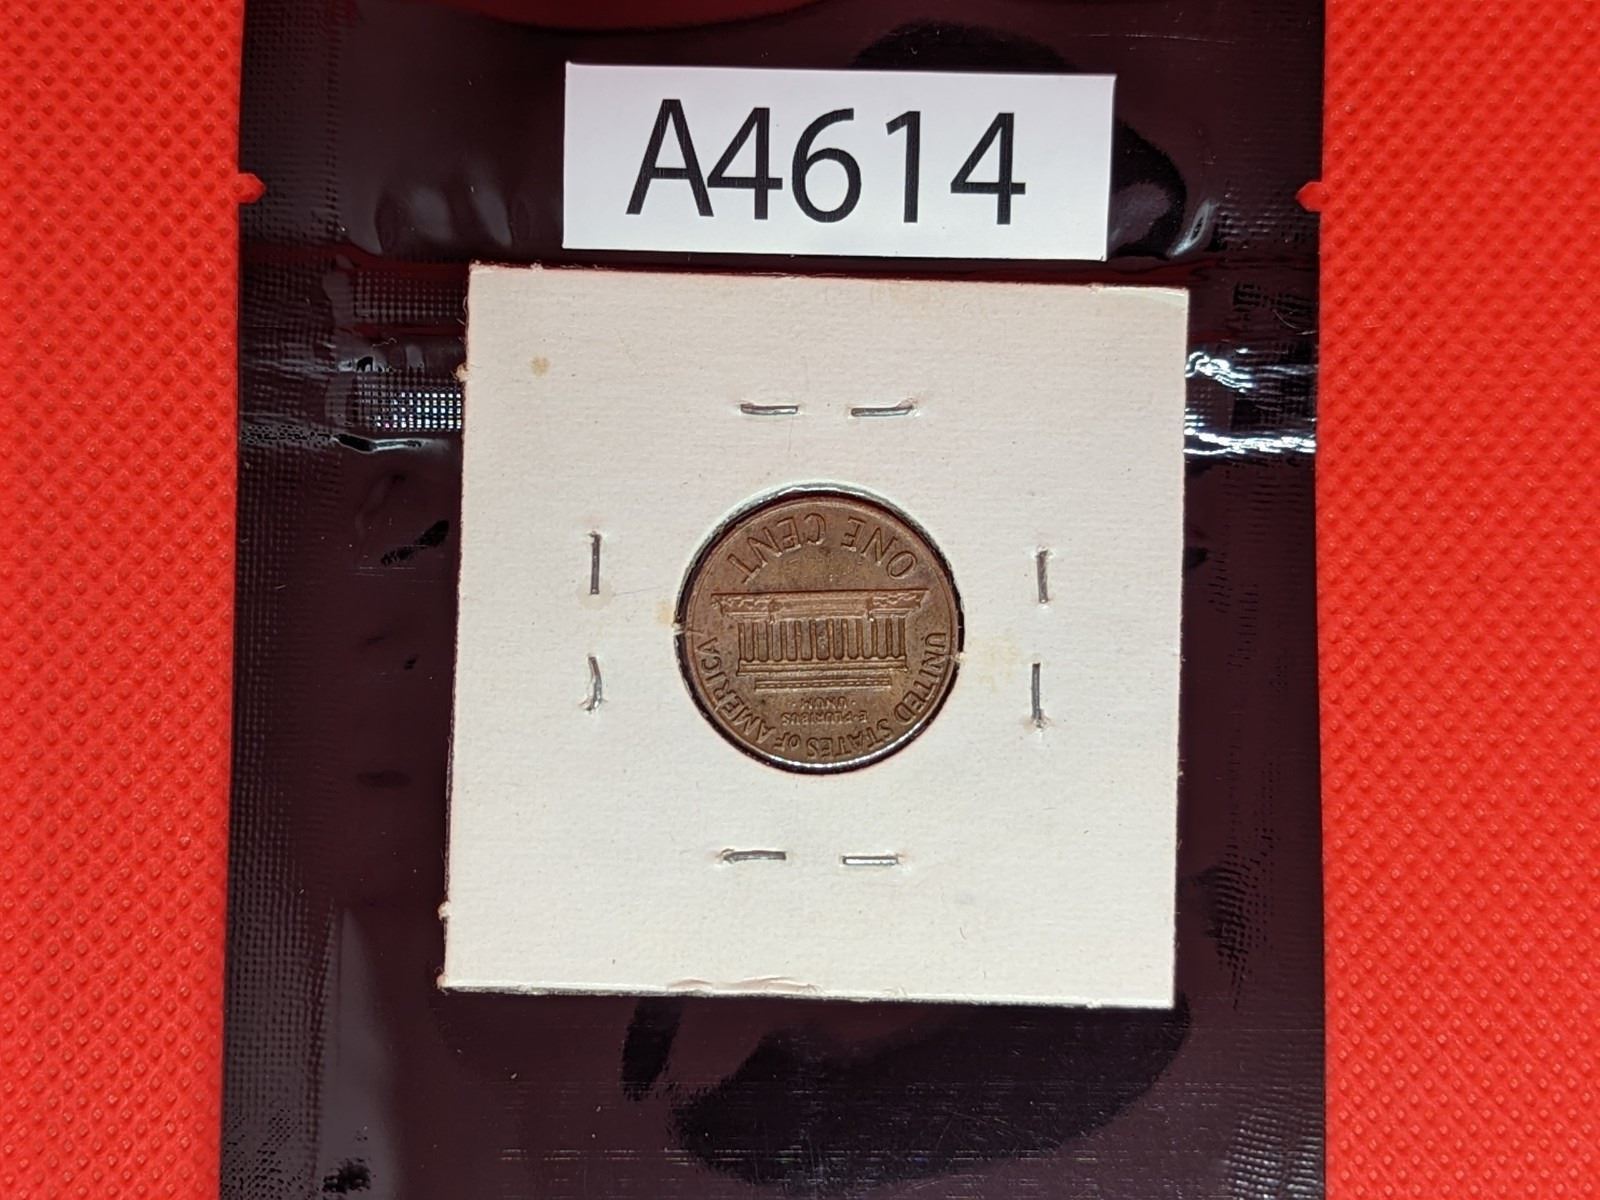 A4614
UNITED STATES OF AMERICA
·E·PLURIBUS·
·UNUM·
ONE CENT